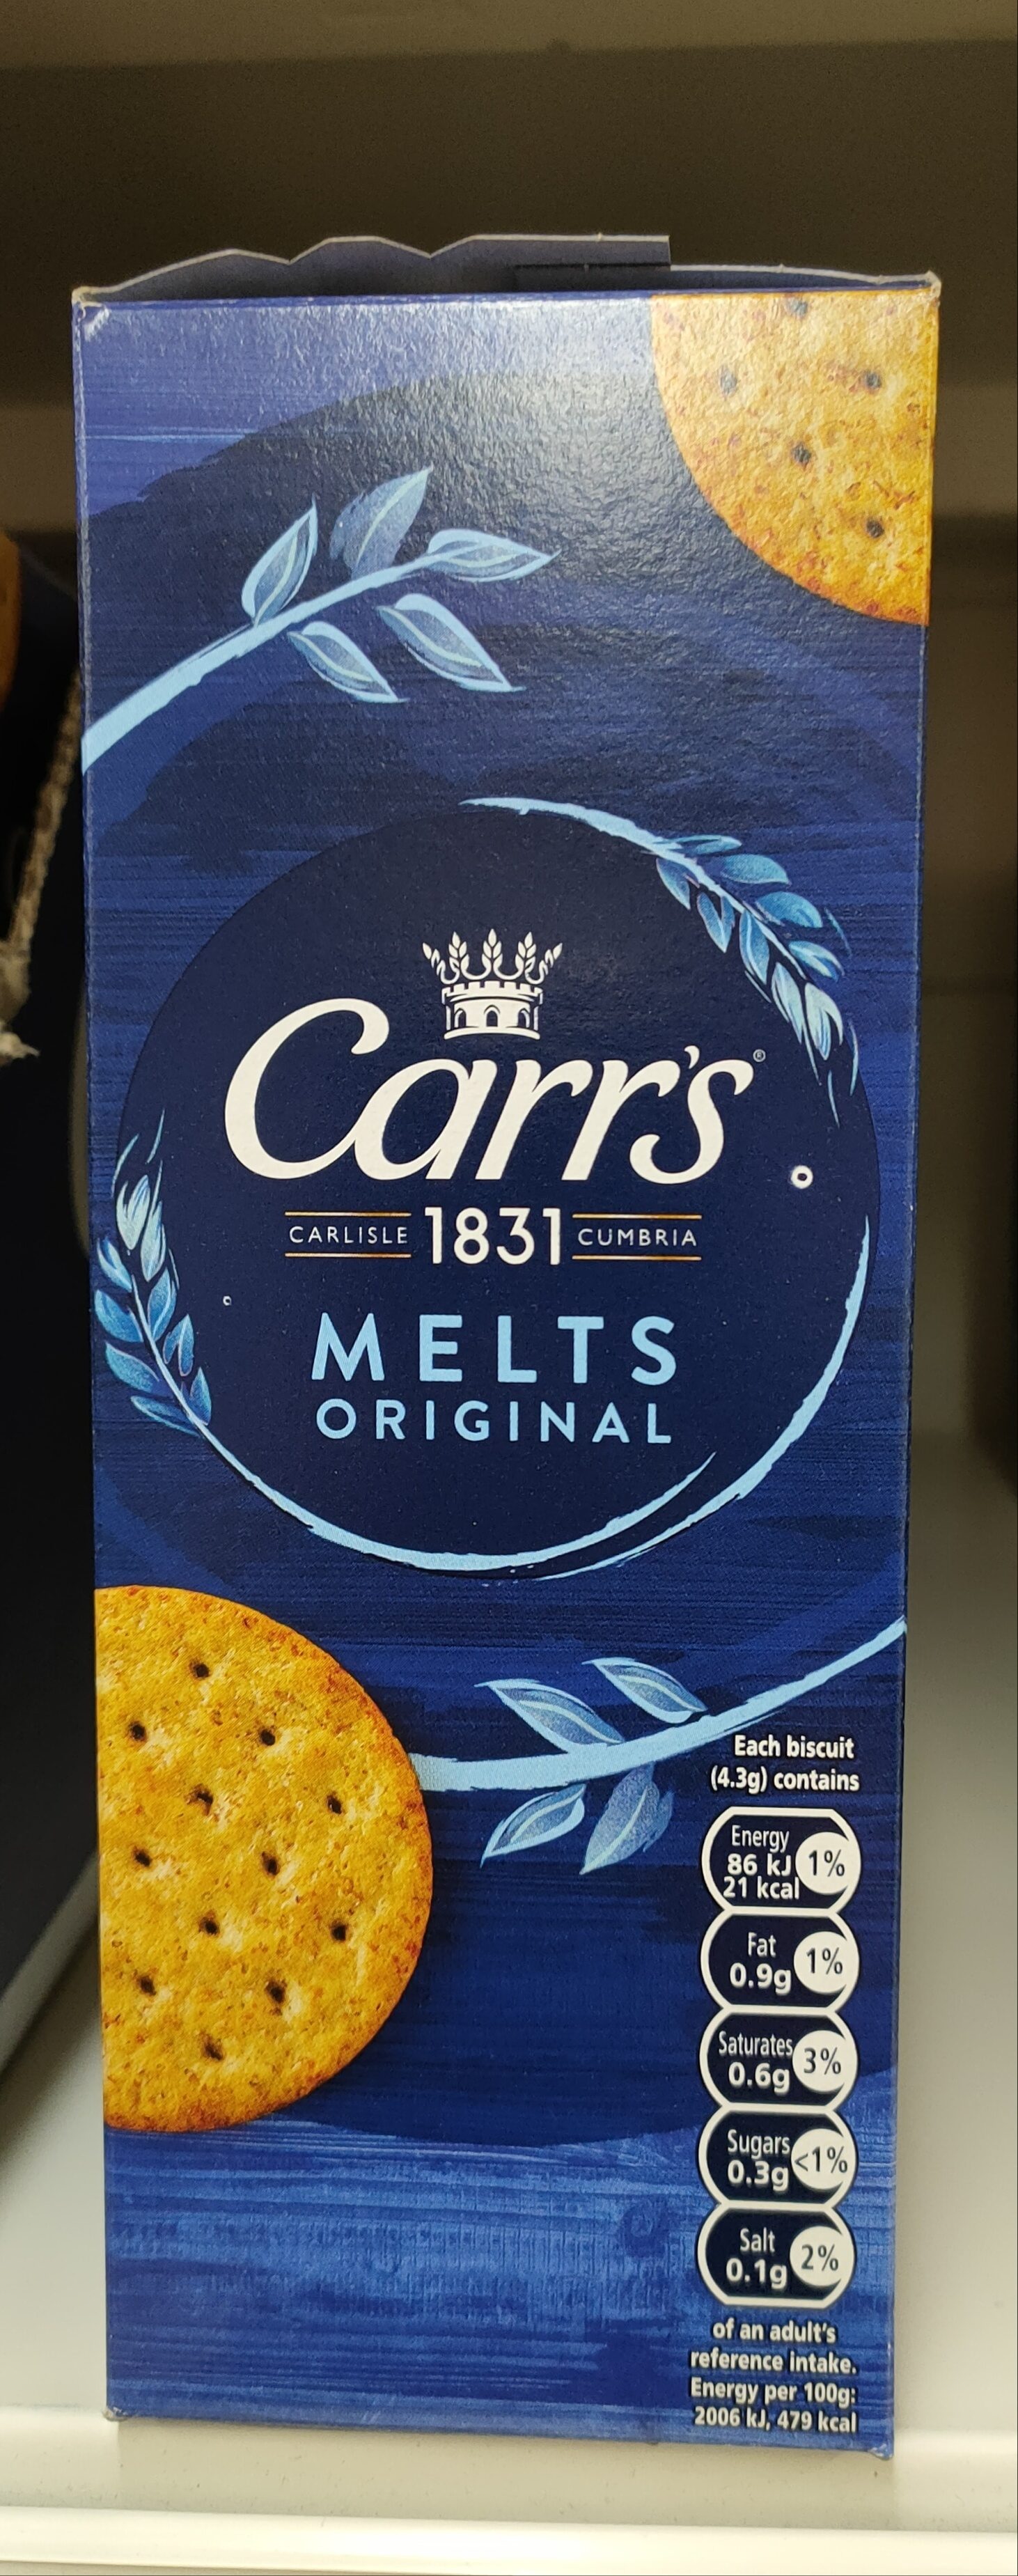 Carr's®
CARLISLE 1831 CUMBRIA
MELTS
ORIGINAL
Each biscuit
(4.3g) contains
Energy
86 kJ 1%
21 kcal
Fat
0.9g 1%
Saturates
0.6g 3%
Sugars
0.3g <1%
Salt
0.1g 2%
of an adult's
reference intake.
Energy per 100g:
2006 kJ, 479 kcal